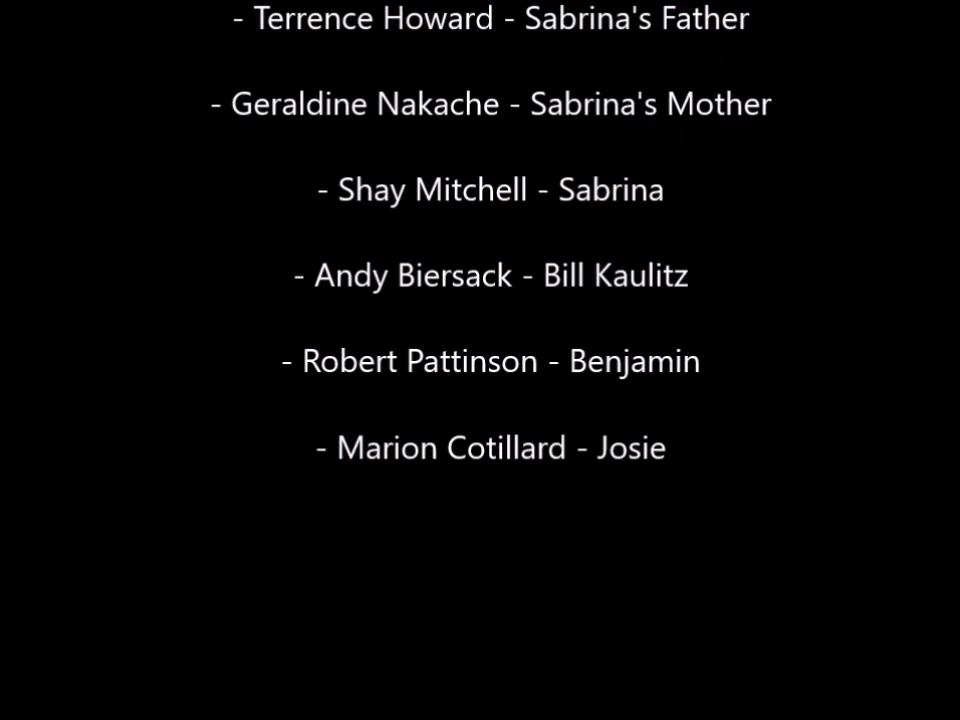 - Terrence Howard - Sabrina's Father
- Geraldine Nakache - Sabrina's Mother
- Shay Mitchell - Sabrina
- Andy Biersack - Bill Kaulitz
- Robert Pattinson - Benjamin
- Marion Cotillard - Josie